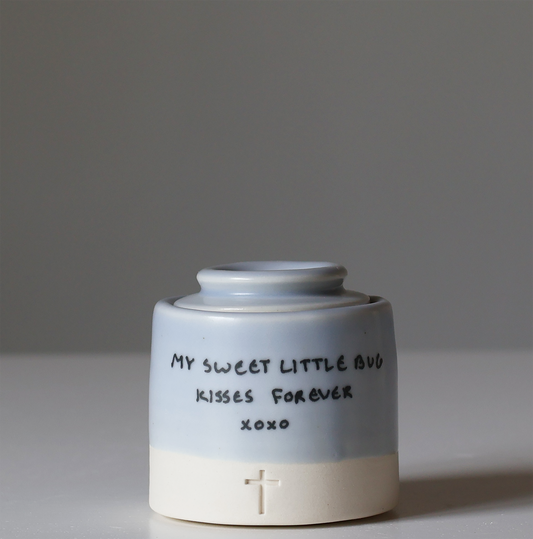 MY SWEET LITTLE BUG
KISSES FOREVER
xoxo